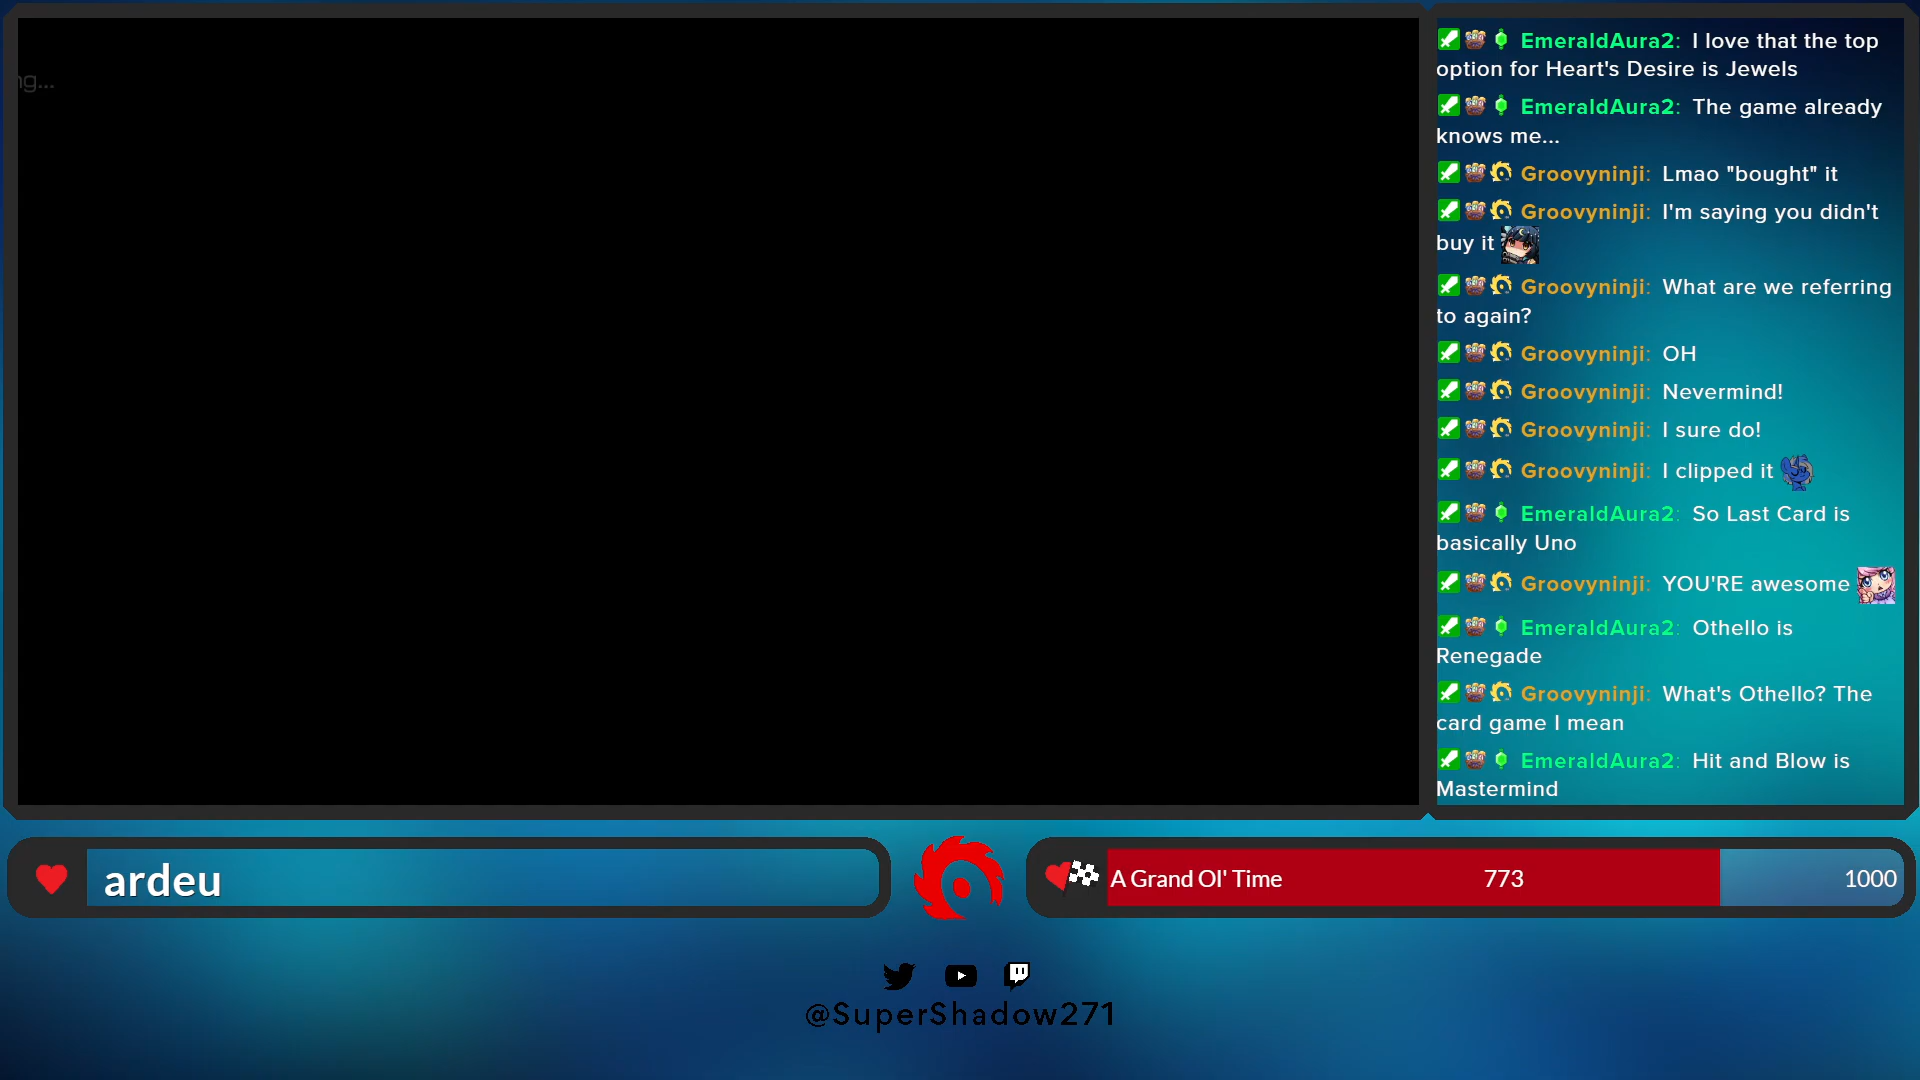 ng...
EmeraldAura2: I love that the top
option for Heart's Desire is Jewels
EmeraldAura2: The game already
knows me...
Groovyninji: Lmao "bought" it
Groovyninji: I'm saying you didn't
buy it
Groovyninji: What are we referring
to again?
Groovyninji: OH
Groovyninji: Nevermind!
Groovyninji: I sure do!
Groovyninji: I clipped it
EmeraldAura2: So Last Card is
basically Uno
Groovyninji: YOU'RE awesome
EmeraldAura2: Othello is
Renegade
Groovyninji: What's Othello? The
card game I mean
EmeraldAura2: Hit and Blow is
Mastermind
ardeu
A Grand Ol' Time 773 1000
@SuperShadow271